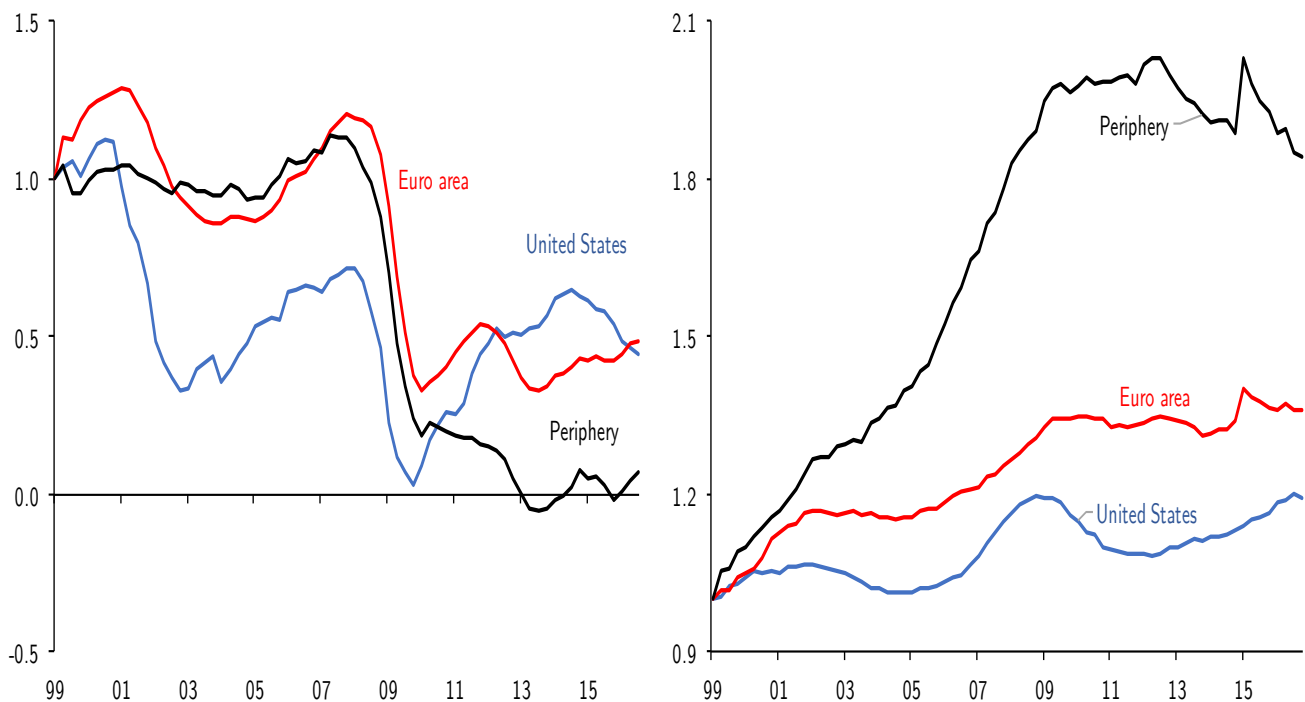 1.5
1.0
0.5
0.0
-0.5
99 01 03 05 07 09 11 13 15
Euro area
United States
Periphery
2.1
1.8
1.5
1.2
0.9
99 01 03 05 07 09 11 13 15
Periphery
Euro area
United States